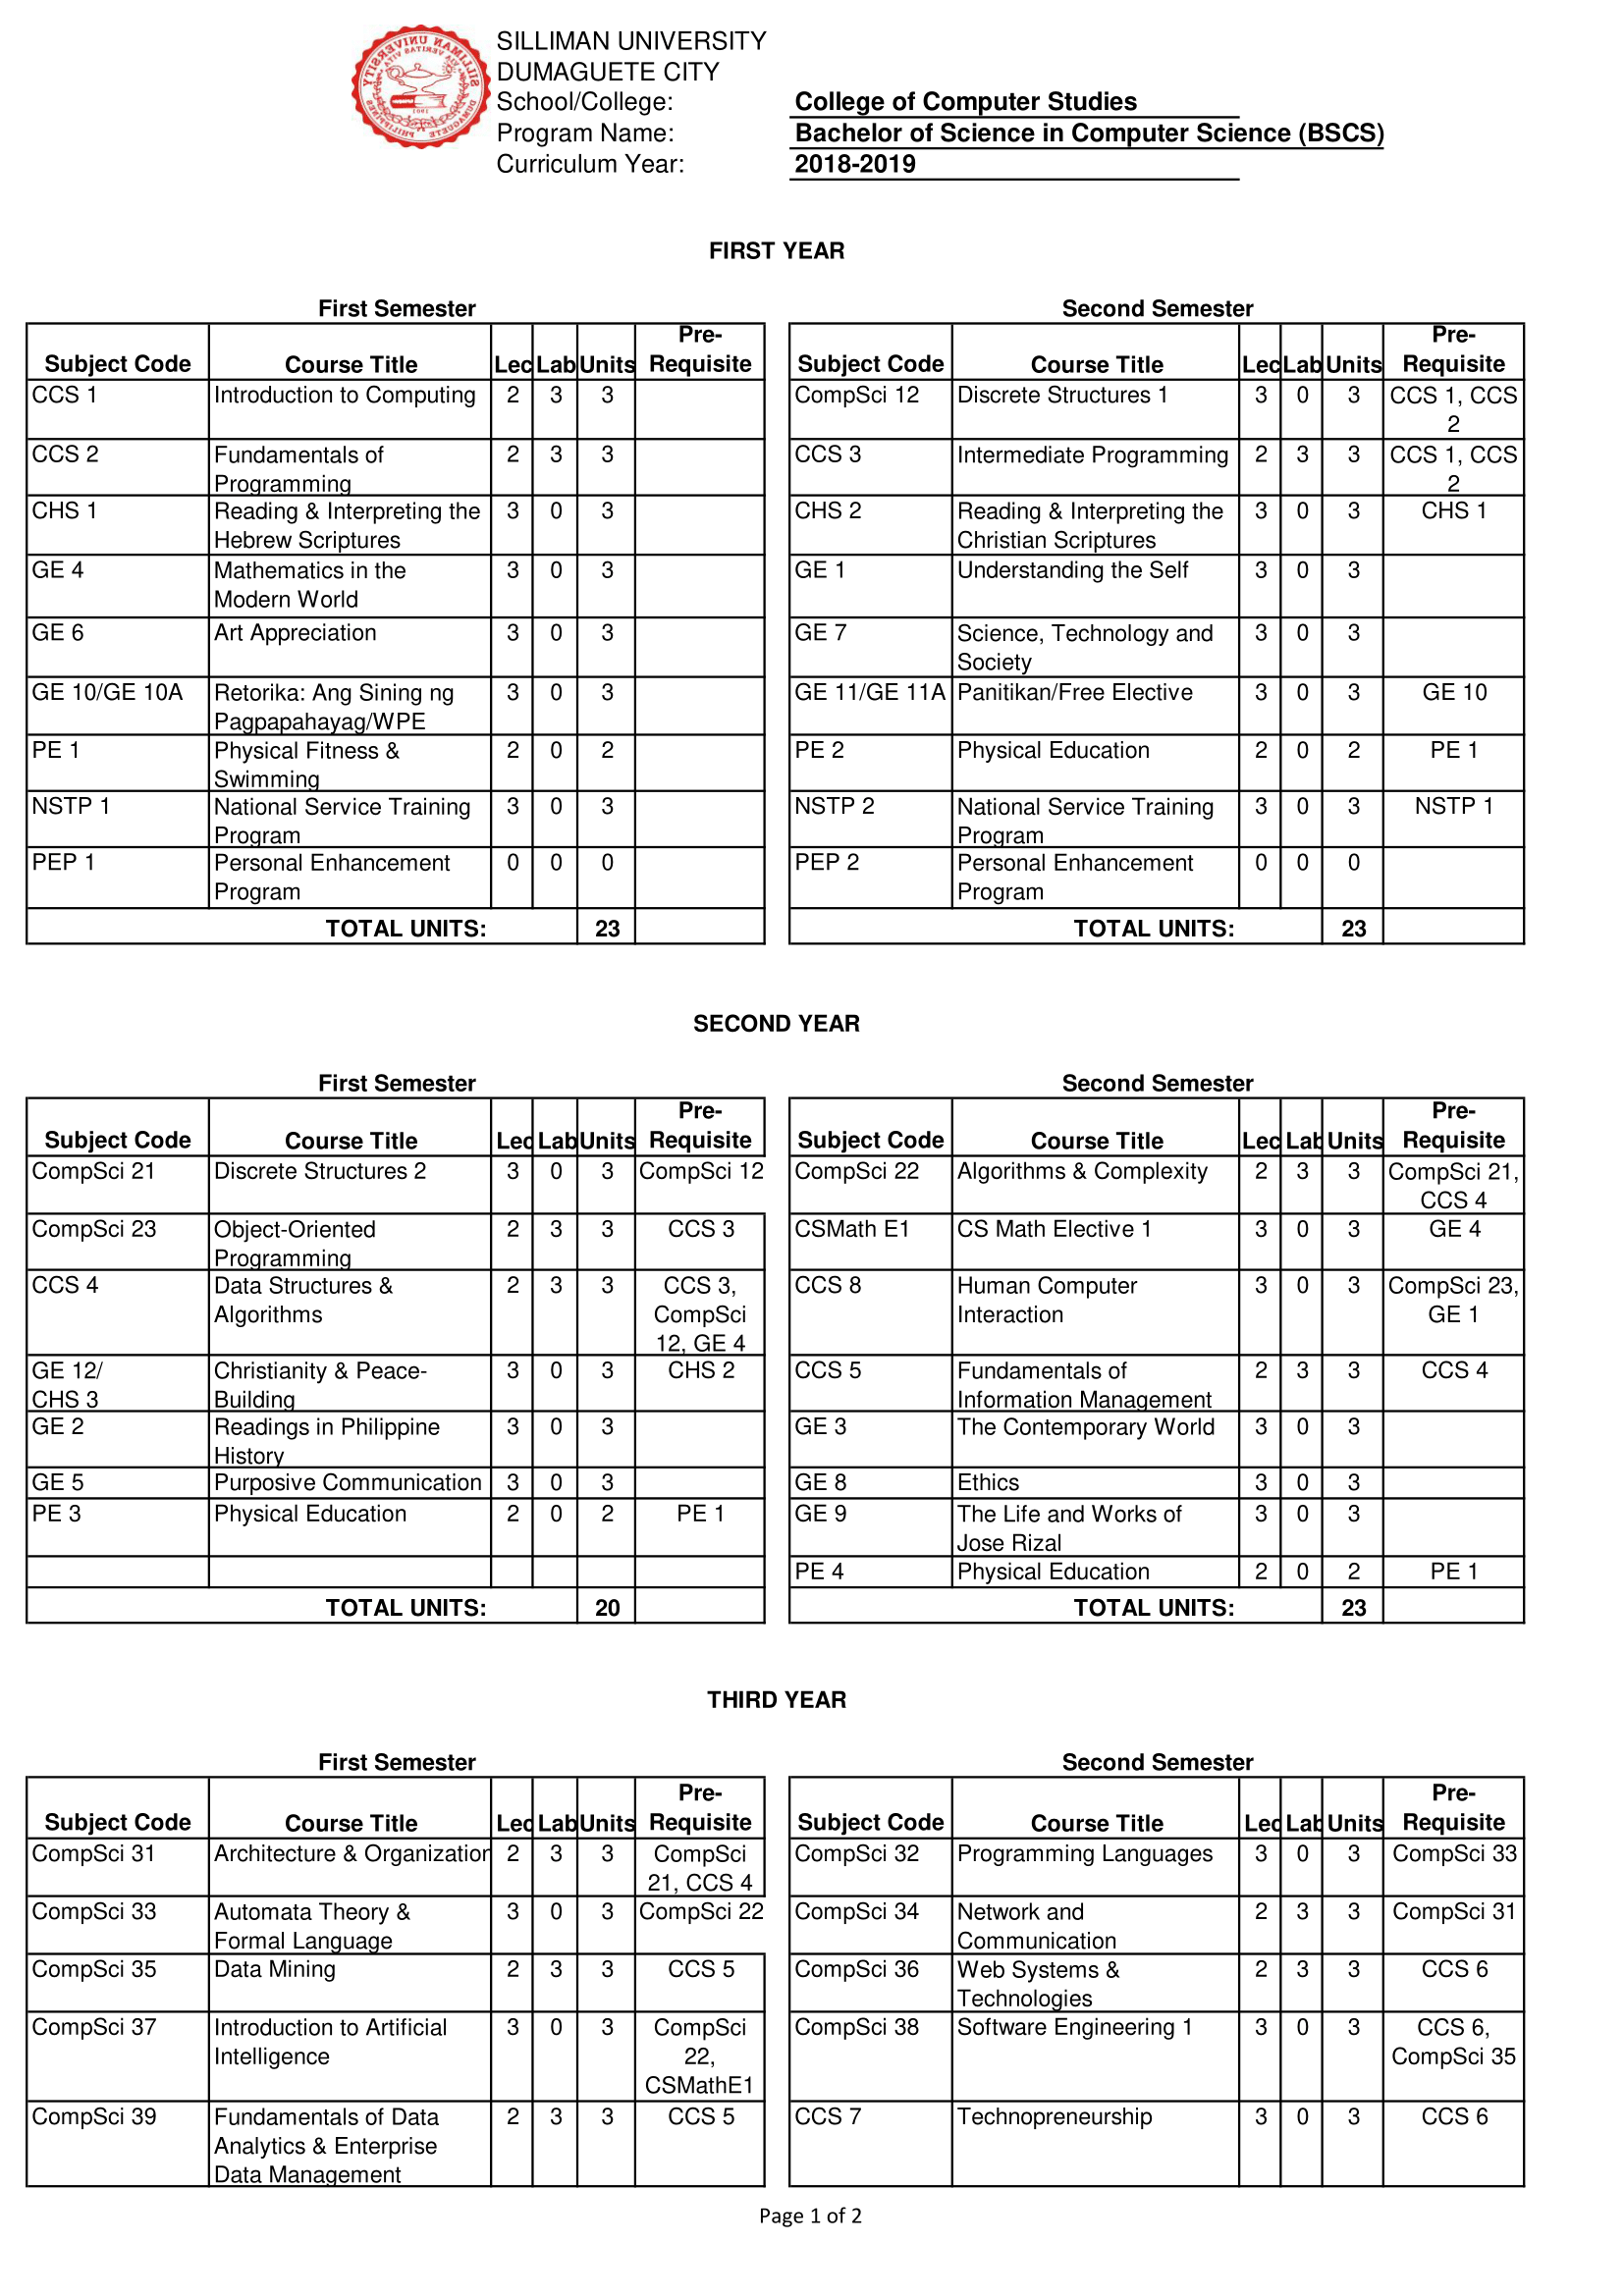 SILLIMAN UNIVERSITY
DUMAGUETE CITY
School/College: College of Computer Studies
Program Name: Bachelor of Science in Computer Science (BSCS)
Curriculum Year: 2018-2019
FIRST YEAR
First Semester
Subject Code Course Title Lec Lab Units Pre-Requisite
CCS 1 Introduction to Computing 2 3 3
CCS 2 Fundamentals of Programming 2 3 3
CHS 1 Reading & Interpreting the Hebrew Scriptures 3 0 3
GE 4 Mathematics in the Modern World 3 0 3
GE 6 Art Appreciation 3 0 3
GE 10/GE 10A Retorika: Ang Sining ng Pagpapahayag/WPE 3 0 3
PE 1 Physical Fitness & Swimming 2 0 2
NSTP 1 National Service Training Program 3 0 3
PEP 1 Personal Enhancement Program 0 0 0
TOTAL UNITS: 23
Second Semester
Subject Code Course Title Lec Lab Units Pre-Requisite
CompSci 12 Discrete Structures 1 3 0 3 CCS 1, CCS 2
CCS 3 Intermediate Programming 2 3 3 CCS 1, CCS 2
CHS 2 Reading & Interpreting the Christian Scriptures 3 0 3 CHS 1
GE 1 Understanding the Self 3 0 3
GE 7 Science, Technology and Society 3 0 3
GE 11/GE 11A Panitikan/Free Elective 3 0 3 GE 10
PE 2 Physical Education 2 0 2 PE 1
NSTP 2 National Service Training Program 3 0 3 NSTP 1
PEP 2 Personal Enhancement Program 0 0 0
TOTAL UNITS: 23
SECOND YEAR
First Semester
Subject Code Course Title Lec Lab Units Pre-Requisite
CompSci 21 Discrete Structures 2 3 0 3 CompSci 12
CompSci 23 Object-Oriented Programming 2 3 3 CCS 3
CCS 4 Data Structures & Algorithms 2 3 3 CCS 3, CompSci 12, GE 4
GE 12/ CHS 3 Christianity & Peace-Building 3 0 3 CHS 2
GE 2 Readings in Philippine History 3 0 3
GE 5 Purposive Communication 3 0 3
PE 3 Physical Education 2 0 2 PE 1
TOTAL UNITS: 20
Second Semester
Subject Code Course Title Lec Lab Units Pre-Requisite
CompSci 22 Algorithms & Complexity 2 3 3 CompSci 21, CCS 4
CSMath E1 CS Math Elective 1 3 0 3 GE 4
CCS 8 Human Computer Interaction 3 0 3 CompSci 23, GE 1
CCS 5 Fundamentals of Information Management 2 3 3 CCS 4
GE 3 The Contemporary World 3 0 3
GE 8 Ethics 3 0 3
GE 9 The Life and Works of Jose Rizal 3 0 3
PE 4 Physical Education 2 0 2 PE 1
TOTAL UNITS: 23
THIRD YEAR
First Semester
Subject Code Course Title Lec Lab Units Pre-Requisite
CompSci 31 Architecture & Organization 2 3 3 CompSci 21, CCS 4
CompSci 33 Automata Theory & Formal Language 3 0 3 CompSci 22
CompSci 35 Data Mining 2 3 3 CCS 5
CompSci 37 Introduction to Artificial Intelligence 3 0 3 CompSci 22, CSMathE1
CompSci 39 Fundamentals of Data Analytics & Enterprise Data Management 2 3 3 CCS 5
Second Semester
Subject Code Course Title Lec Lab Units Pre-Requisite
CompSci 32 Programming Languages 3 0 3 CompSci 33
CompSci 34 Network and Communication 2 3 3 CompSci 31
CompSci 36 Web Systems & Technologies 2 3 3 CCS 6
CompSci 38 Software Engineering 1 3 0 3 CCS 6, CompSci 35
CCS 7 Technopreneurship 3 0 3 CCS 6
Page 1 of 2